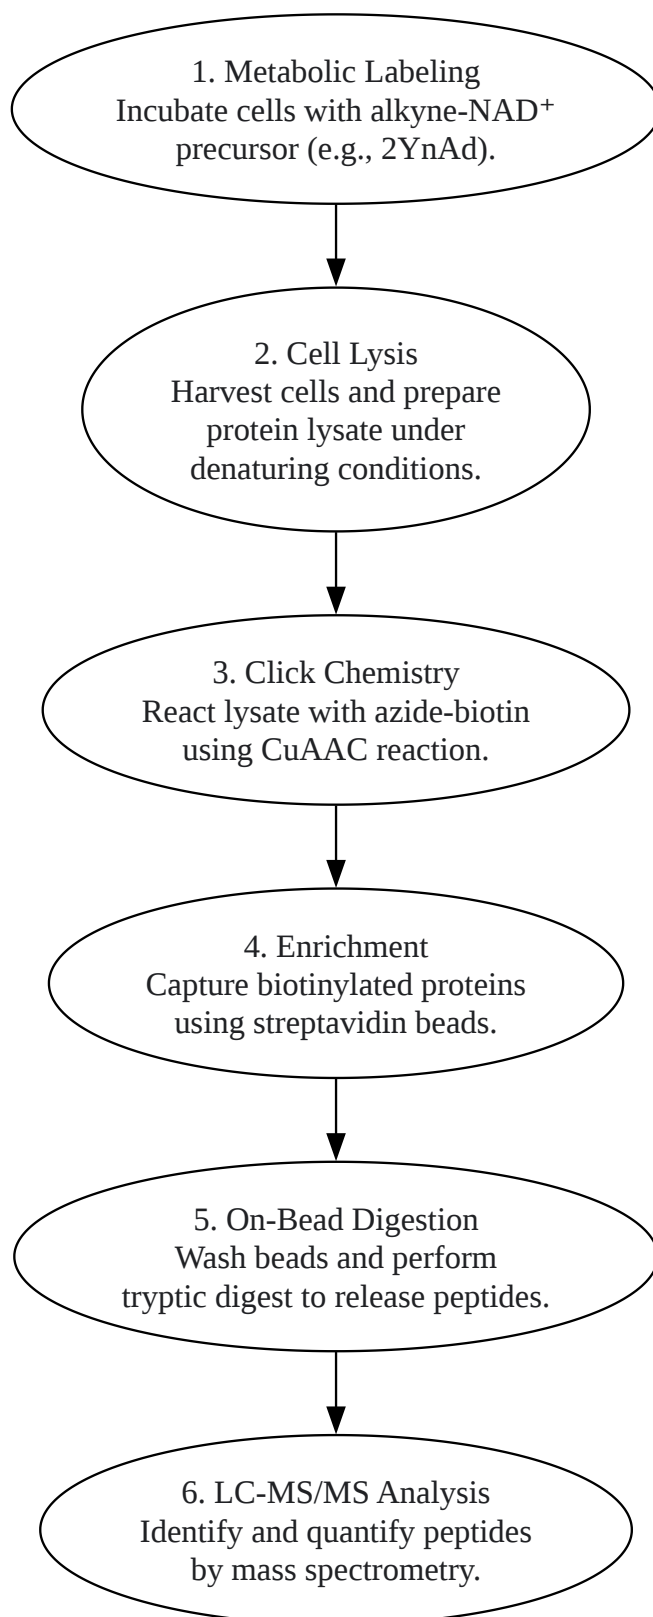 1. Metabolic Labeling
Incubate cells with alkyne-NAD⁺
precursor (e.g., 2YnAd).
2. Cell Lysis
Harvest cells and prepare
protein lysate under
denaturing conditions.
3. Click Chemistry
React lysate with azide-biotin
using CuAAC reaction.
4. Enrichment
Capture biotinylated proteins
using streptavidin beads.
5. On-Bead Digestion
Wash beads and perform
tryptic digest to release peptides.
6. LC-MS/MS Analysis
Identify and quantify peptides
by mass spectrometry.